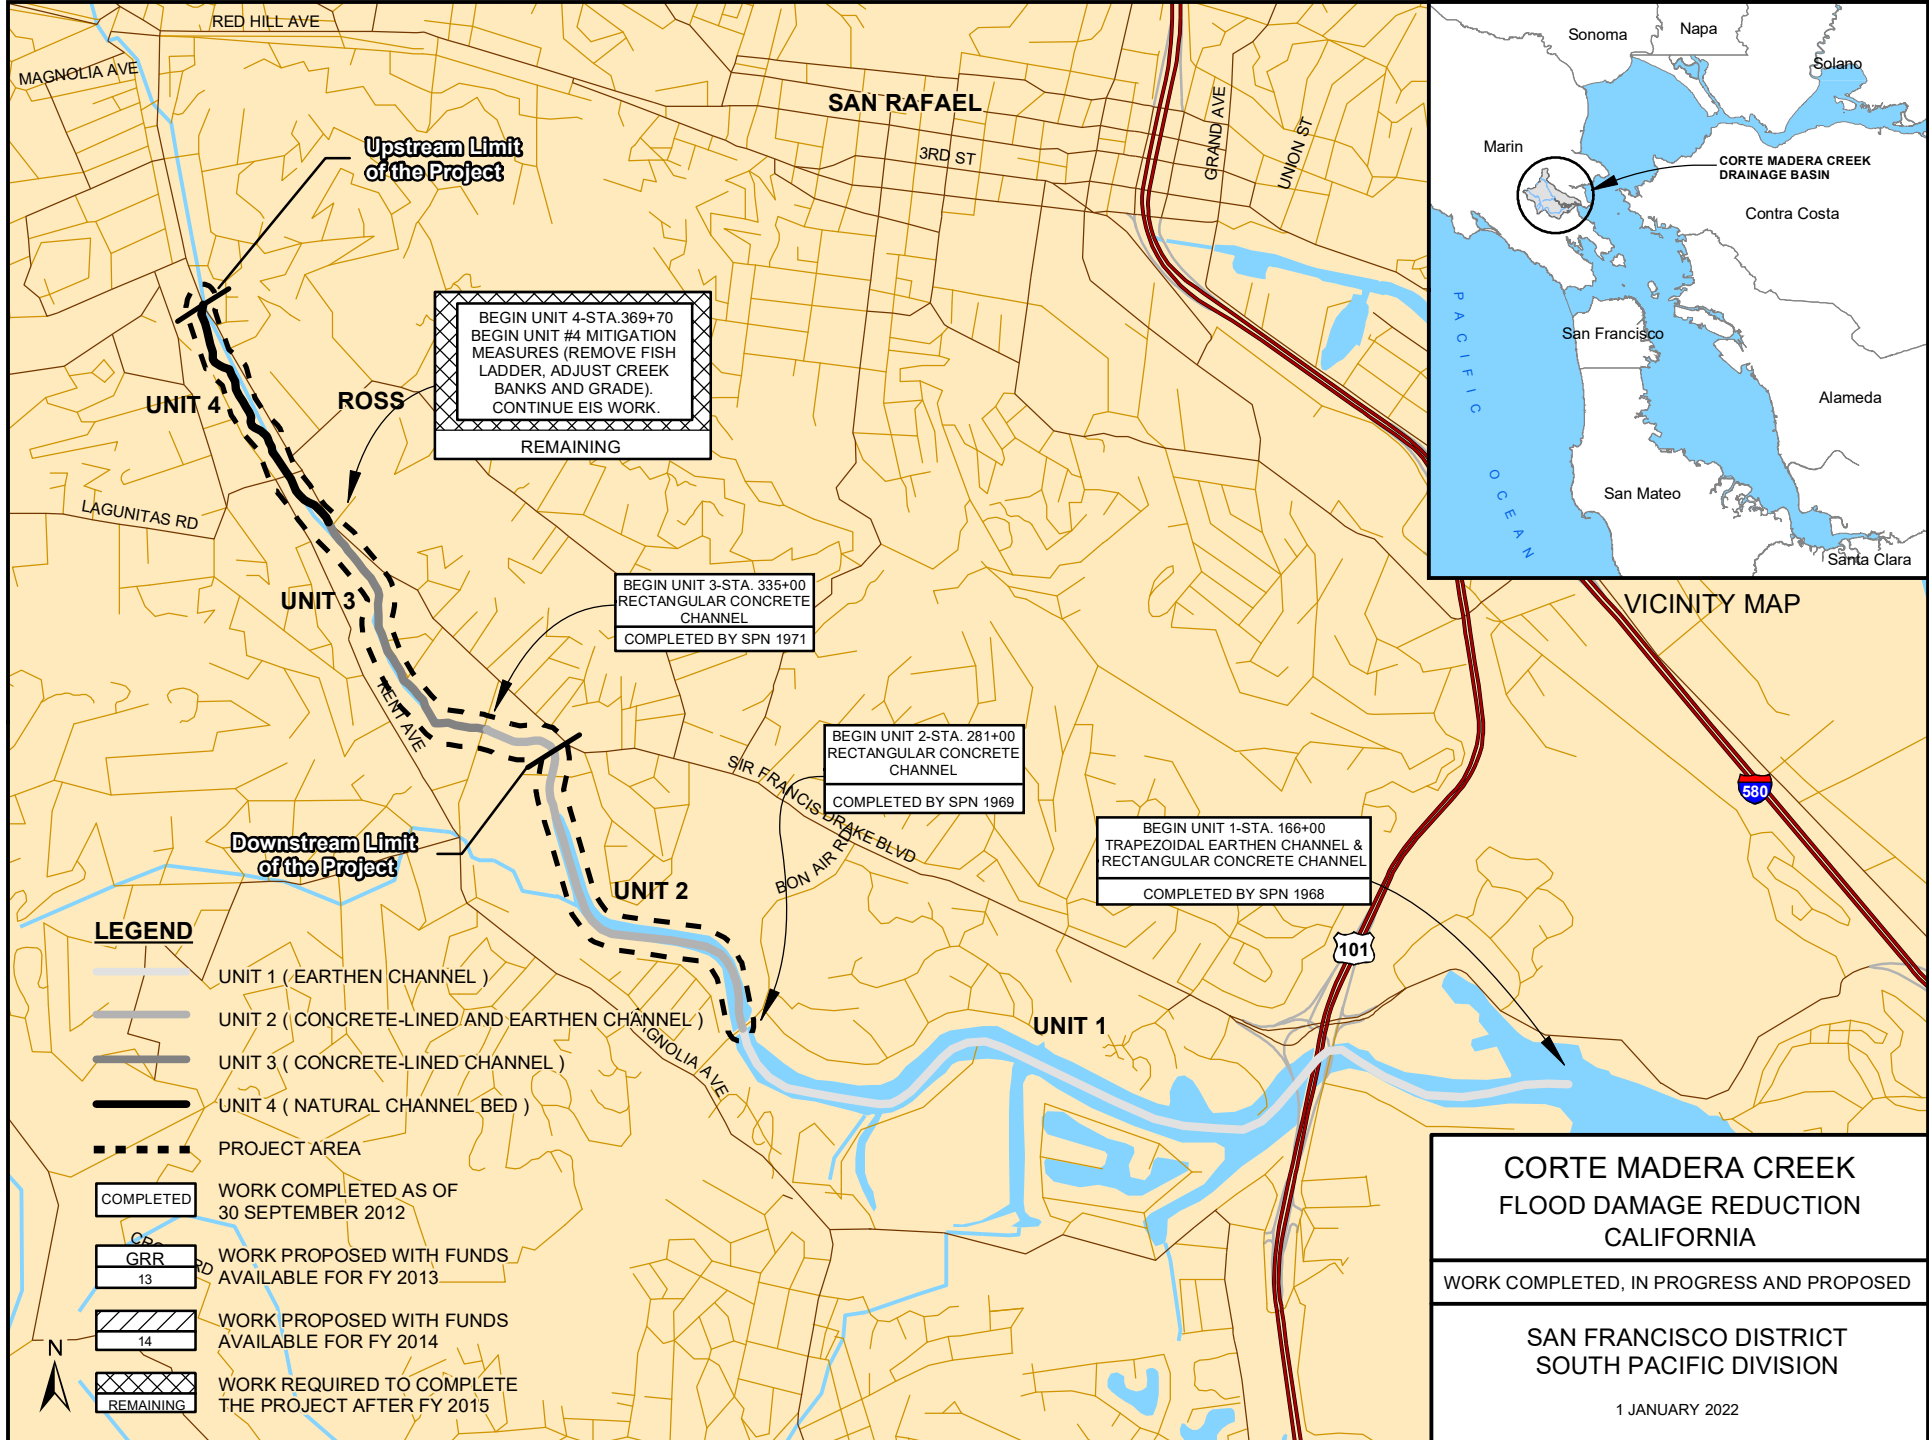 RED HILL AVE
MAGNOLIA AVE
SAN RAFAEL
3RD ST
GRAND AVE
UNION ST
Upstream Limit
of the Project
BEGIN UNIT 4-STA.369+70
BEGIN UNIT #4 MITIGATION
MEASURES (REMOVE FISH
LADDER, ADJUST CREEK
BANKS AND GRADE).
CONTINUE EIS WORK.
REMAINING
UNIT 4
ROSS
LAGUNITAS RD
UNIT 3
BEGIN UNIT 3-STA. 335+00
RECTANGULAR CONCRETE
CHANNEL
COMPLETED BY SPN 1971
KENT AVE
BEGIN UNIT 2-STA. 281+00
RECTANGULAR CONCRETE
CHANNEL
COMPLETED BY SPN 1969
SIR FRANCIS DRAKE BLVD
BON AIR RD
BEGIN UNIT 1-STA. 166+00
TRAPEZOIDAL EARTHEN CHANNEL &
RECTANGULAR CONCRETE CHANNEL
COMPLETED BY SPN 1968
Downstream Limit
of the Project
UNIT 2
UNIT 1
101
580
Sonoma
Napa
Solano
Marin
CORTE MADERA CREEK
DRAINAGE BASIN
Contra Costa
PACIFIC OCEAN
San Francisco
Alameda
San Mateo
Santa Clara
VICINITY MAP
LEGEND
UNIT 1 ( EARTHEN CHANNEL )
UNIT 2 ( CONCRETE-LINED AND EARTHEN CHANNEL )
MAGNOLIA AVE
UNIT 3 ( CONCRETE-LINED CHANNEL )
UNIT 4 ( NATURAL CHANNEL BED )
PROJECT AREA
COMPLETED
WORK COMPLETED AS OF
30 SEPTEMBER 2012
GRR
13
WORK PROPOSED WITH FUNDS
AVAILABLE FOR FY 2013
14
WORK PROPOSED WITH FUNDS
AVAILABLE FOR FY 2014
REMAINING
WORK REQUIRED TO COMPLETE
THE PROJECT AFTER FY 2015
N
CORTE MADERA CREEK
FLOOD DAMAGE REDUCTION
CALIFORNIA
WORK COMPLETED, IN PROGRESS AND PROPOSED
SAN FRANCISCO DISTRICT
SOUTH PACIFIC DIVISION
1 JANUARY 2022